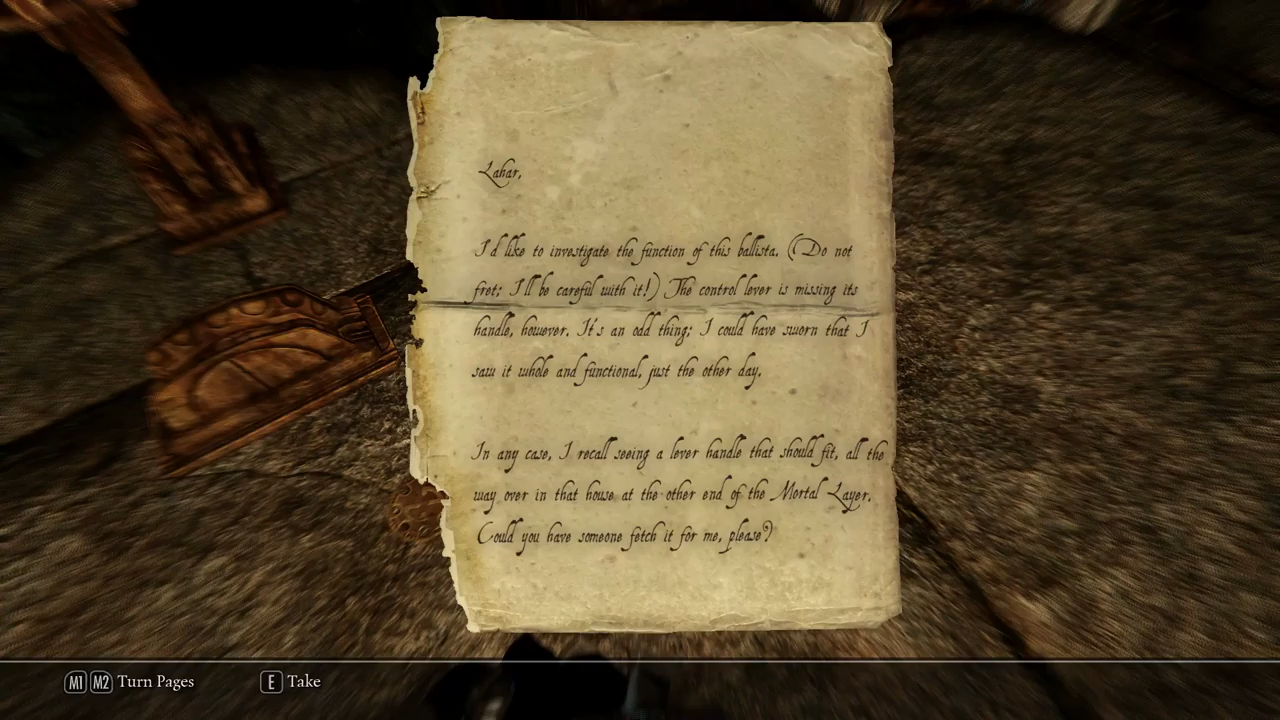 Lahar,
I'd like to investigate the function of this ballista. (Do not
fret; I'll be careful with it!) The control lever is missing its
handle, however. It's an odd thing; I could have sworn that I
saw it whole and functional, just the other day.
In any case, I recall seeing a lever handle that should fit, all the
way over in that house at the other end of the Mortal Layer.
Could you have someone fetch it for me, please?
M1 M2 Turn Pages E Take